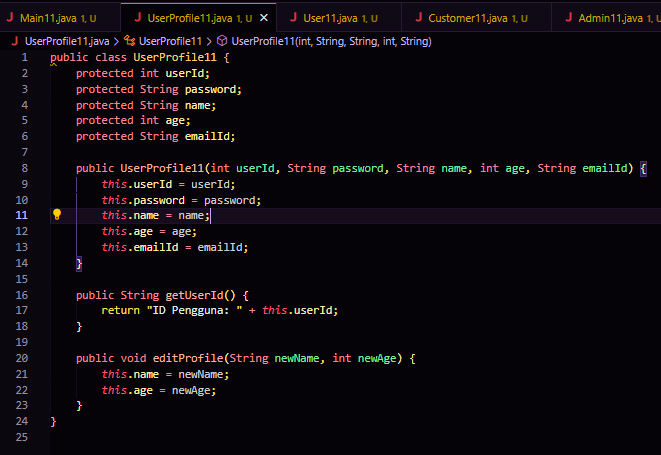 J Main11.java 1, U J UserProfile11.java 1, U × J User11.java 1, U J Customer11.java 1, U J Admin11.java 1, U
J UserProfile11.java > UserProfile11 > UserProfile11(int, String, String, int, String)
1 public class UserProfile11 {
2     protected int userId;
3     protected String password;
4     protected String name;
5     protected int age;
6     protected String emailId;
7
8     public UserProfile11(int userId, String password, String name, int age, String emailId) {
9         this.userId = userId;
10         this.password = password;
11         this.name = name;
12         this.age = age;
13         this.emailId = emailId;
14     }
15
16     public String getUserId() {
17         return "ID Pengguna: " + this.userId;
18     }
19
20     public void editProfile(String newName, int newAge) {
21         this.name = newName;
22         this.age = newAge;
23     }
24 }
25